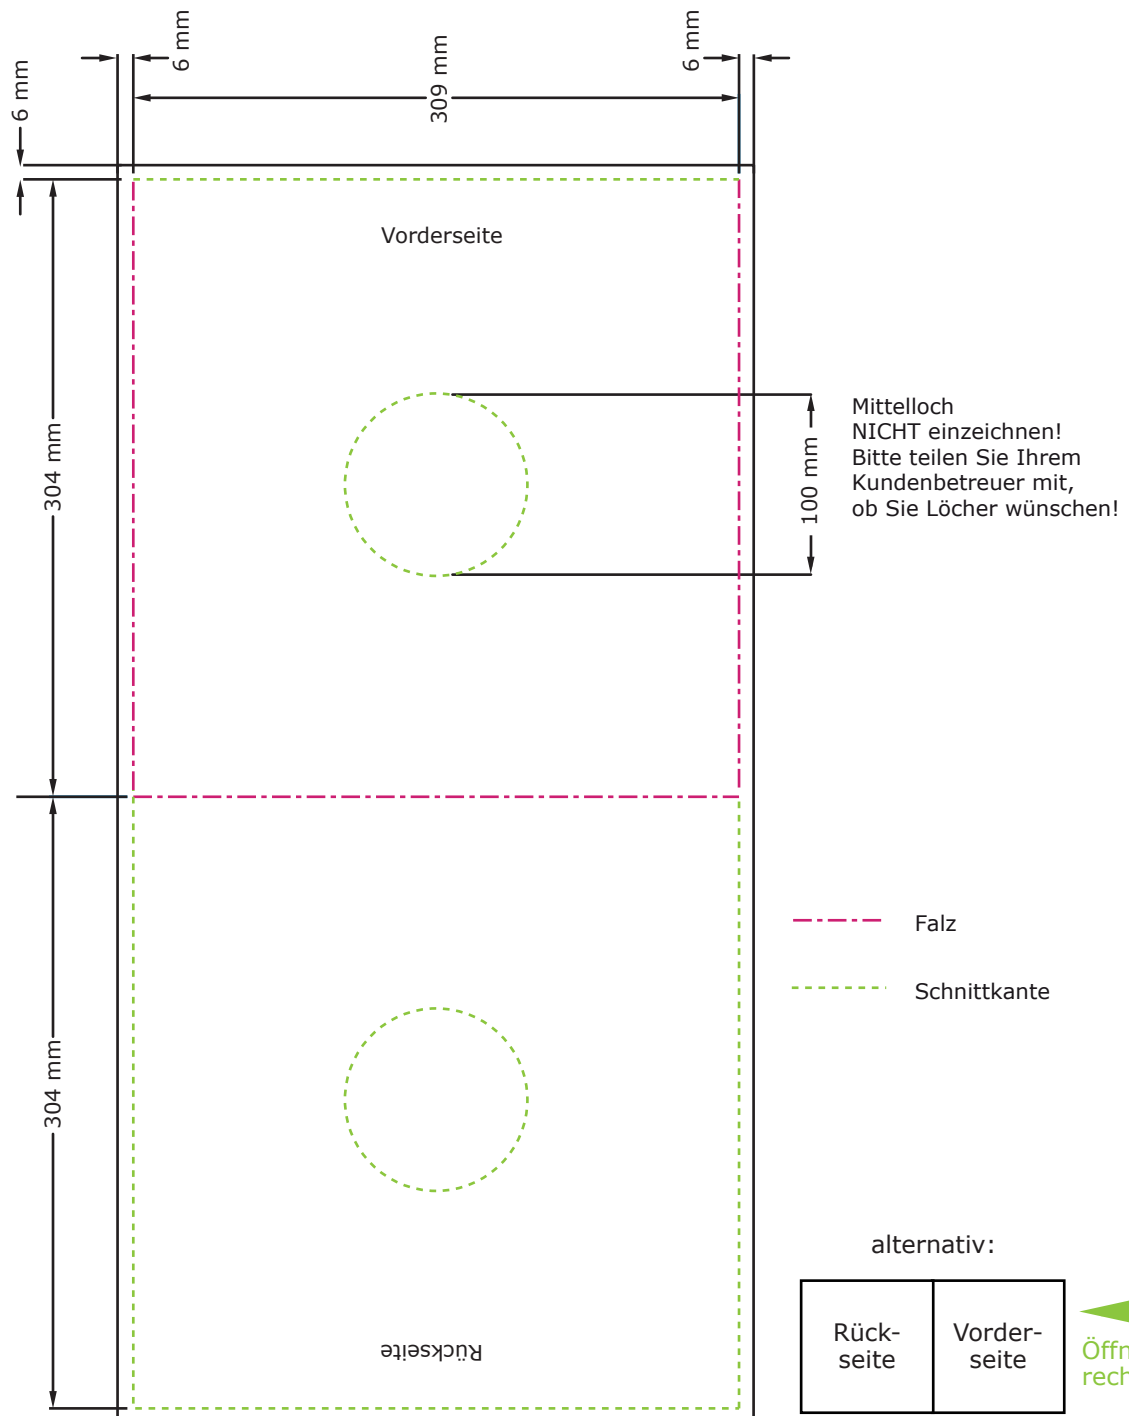 6 mm
6 mm
6 mm
309 mm
Vorderseite
304 mm
100 mm
Mittelloch
NICHT einzeichnen!
Bitte teilen Sie Ihrem
Kundenbetreuer mit,
ob Sie Löcher wünschen!
Falz
Schnittkante
304 mm
Rückseite
alternativ:
Rück-
seite
Vorder-
seite